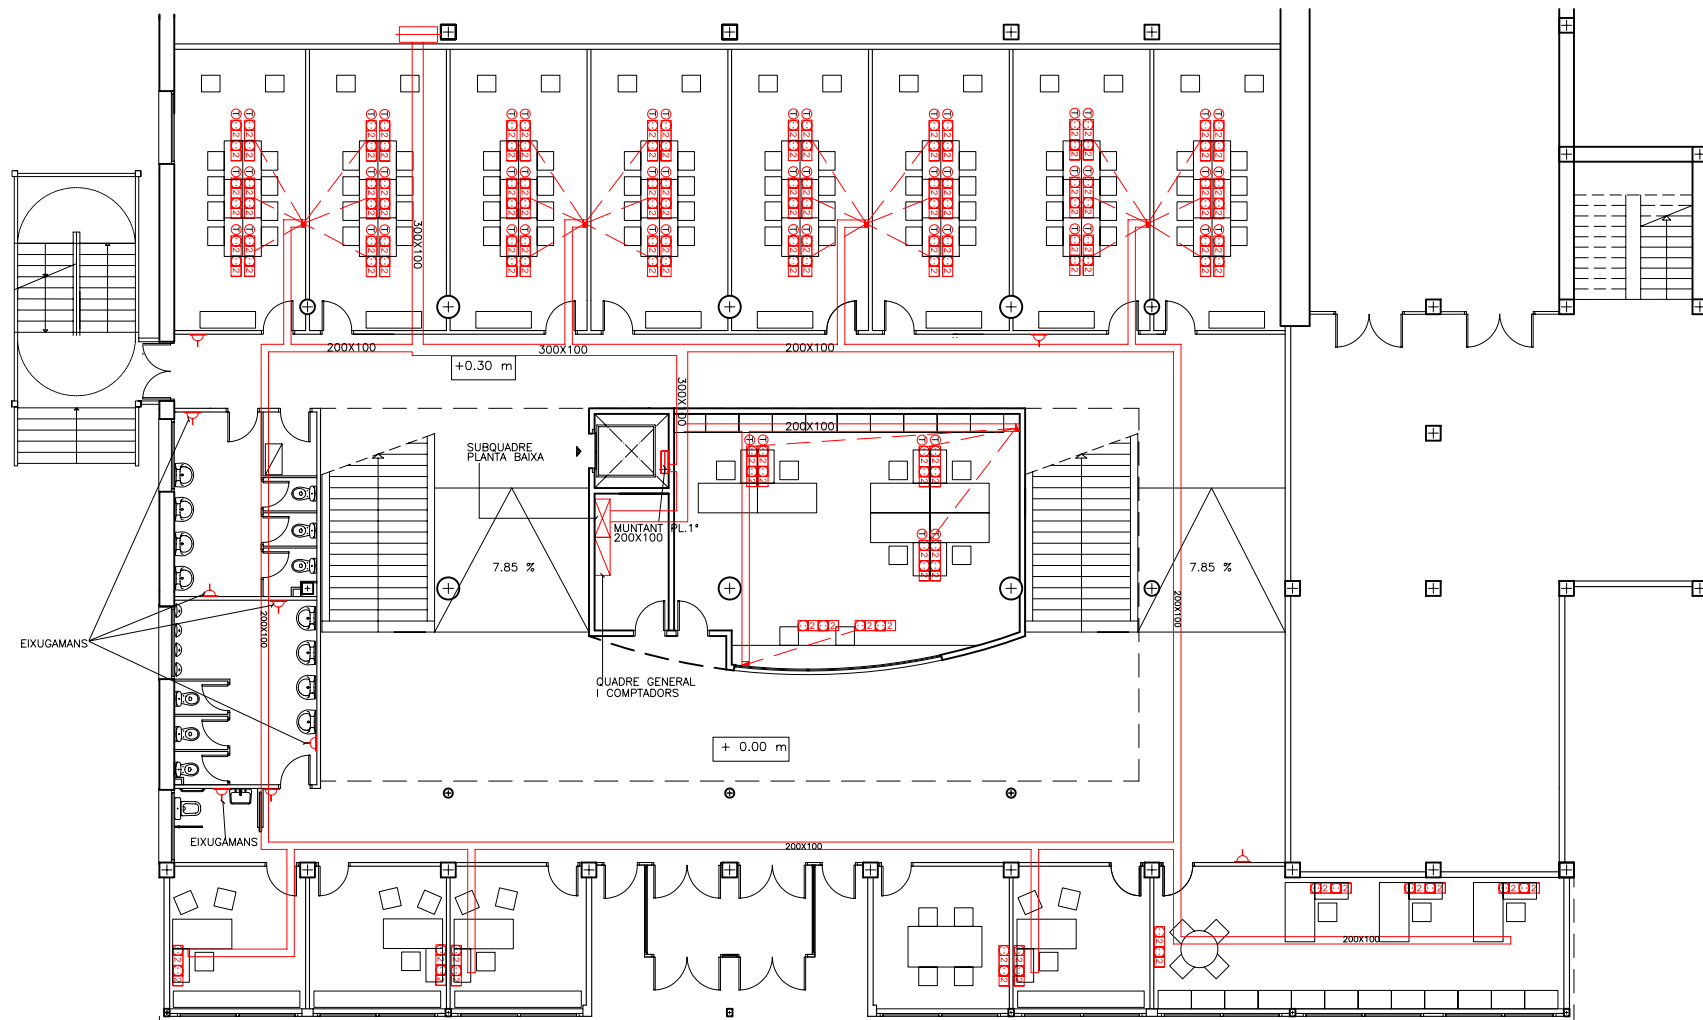 300X100
200X100
300X100
200X100
+0.30 m
300X100
200X100
SUBQUADRE
PLANTA BAIXA
MUNTANT PL.1ª
200X100
7.85 %
7.85 %
200X100
200X100
EIXUGAMANS
QUADRE GENERAL
I COMPTADORS
+ 0.00 m
EIXUGAMANS
200X100
200X100